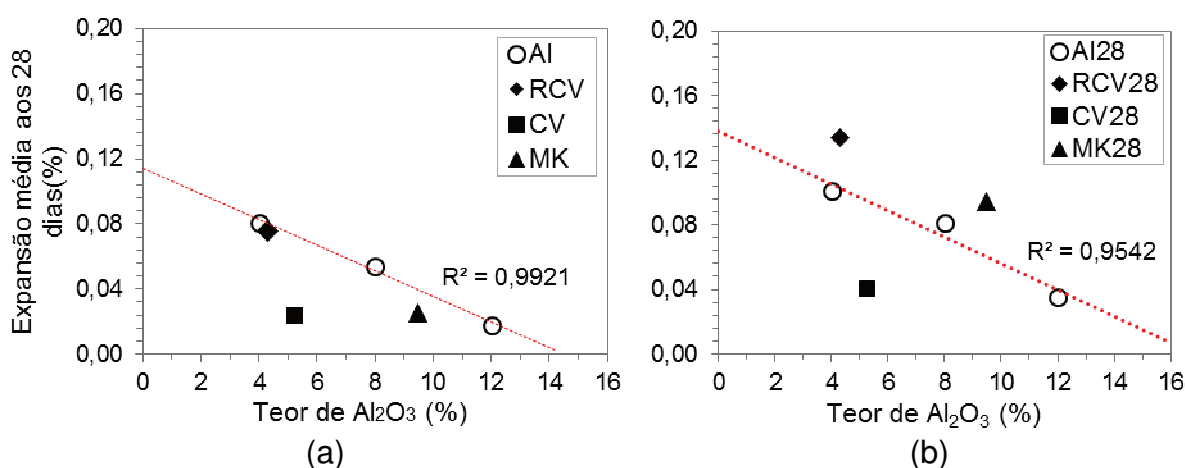 Expansão média aos 28
dias(%)
0,20
0,16
0,12
0,08
0,04
0,00
0 2 4 6 8 10 12 14 16
Teor de Al2O3 (%)
Al
RCV
CV
MK
R² = 0,9921
(a)
0,20
0,16
0,12
0,08
0,04
0,00
0 2 4 6 8 10 12 14 16
Teor de Al₂O₃ (%)
Al28
RCV28
CV28
MK28
R² = 0,9542
(b)